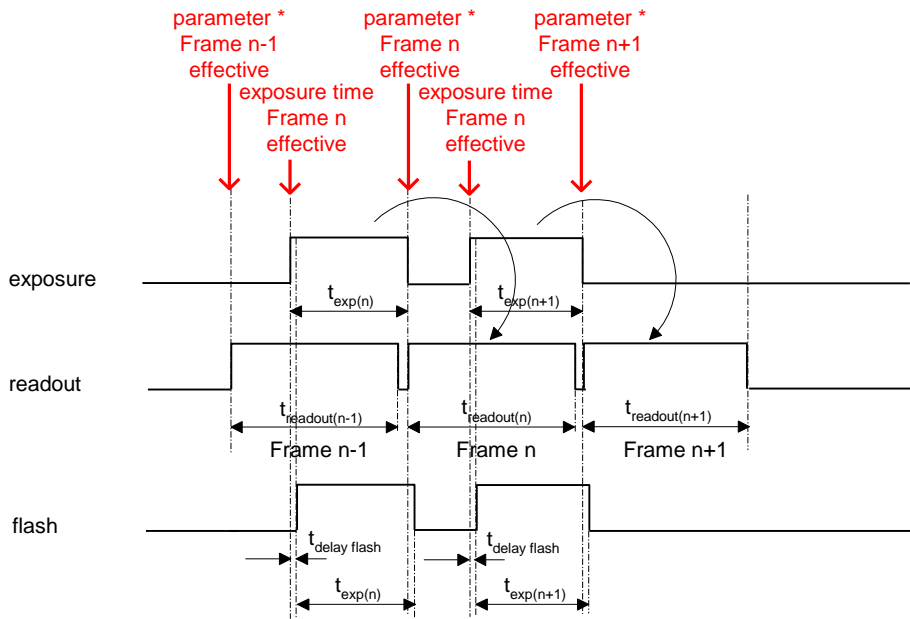 parameter *
Frame n-1
effective
parameter *
Frame n
effective
parameter *
Frame n+1
effective
exposure time
Frame n
effective
exposure time
Frame n
effective
exposure
t_exp(n)
t_exp(n+1)
readout
t_readout(n-1)
t_readout(n)
t_readout(n+1)
Frame n-1
Frame n
Frame n+1
flash
t_delay flash
t_delay flash
t_exp(n)
t_exp(n+1)